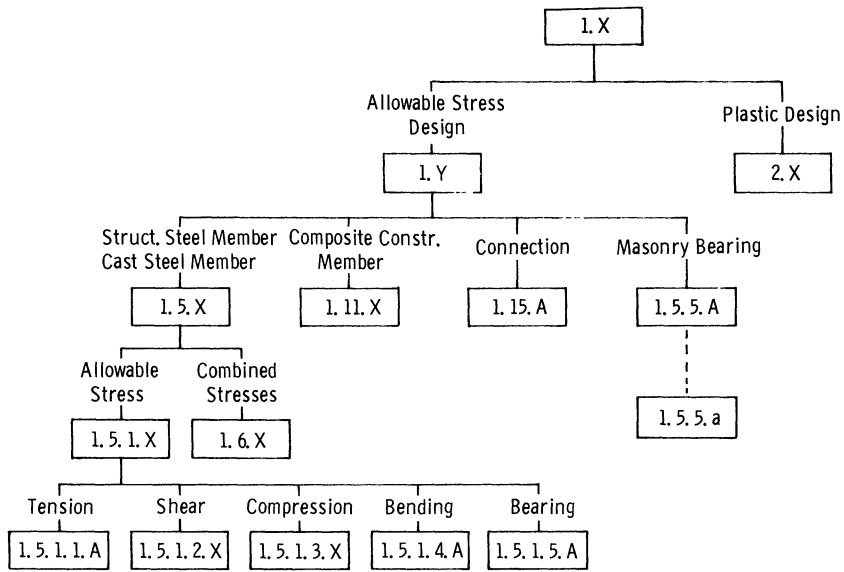 1. X
Allowable Stress
Design
Plastic Design
1. Y
2. X
Struct. Steel Member
Cast Steel Member
Composite Constr.
Member
Connection
Masonry Bearing
1. 5. X
1. 11. X
1. 15. A
1. 5. 5. A
Allowable
Stress
Combined
Stresses
1. 5. 5. a
1. 5. 1. X
1. 6. X
Tension
Shear
Compression
Bending
Bearing
1. 5. 1. 1. A
1. 5. 1. 2. X
1. 5. 1. 3. X
1. 5. 1. 4. A
1. 5. 1. 5. A